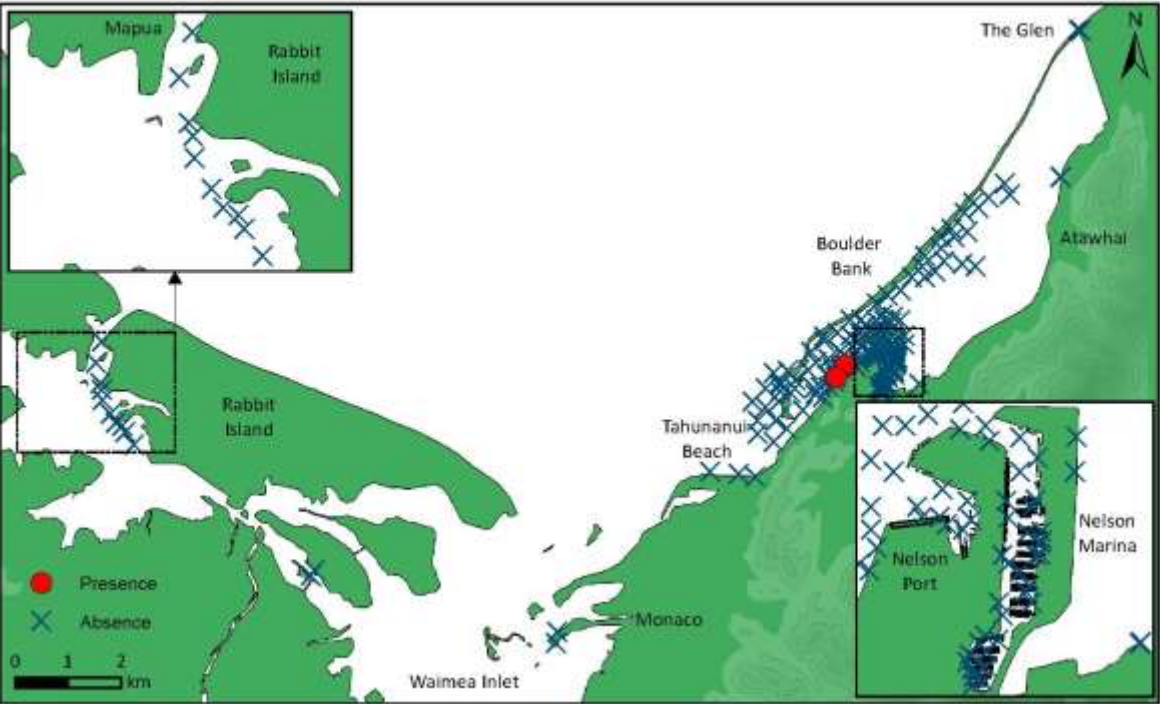 Mapua
Rabbit
Island
The Glen
N
Boulder
Bank
Atawhai
Rabbit
Island
Tahunanui
Beach
Nelson
Marina
Nelson
Port
Presence
Absence
Monaco
0 1 2
km
Waimea Inlet